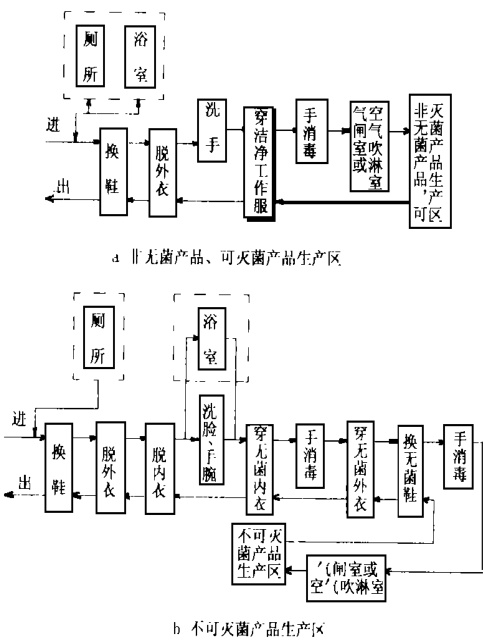 厕所
浴室
进
出
换鞋
脱外衣
洗手
穿洁净工作服
手消毒
气闸室或
空气吹淋室
非无菌产品，可
灭菌产品生产区
a 非无菌产品、可灭菌产品生产区
厕所
浴室
进
出
换鞋
脱外衣
脱内衣
洗脸、手腕
穿无菌内衣
手消毒
穿无菌外衣
换无菌鞋
手消毒
不可灭
菌产品
生产区
闸室或
空气吹淋室
b 不可灭菌产品生产区